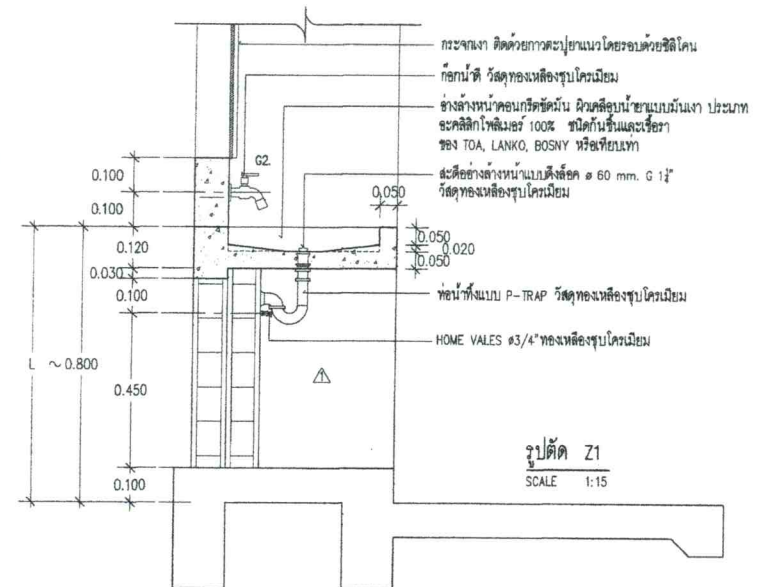 กระจกเงา ติดด้วยกาวตะปูยาแนวโดยรอบด้วยซิลิโคน
ก๊อกน้ำดี วัสดุทองเหลืองชุบโครเมียม
อ่างล้างหน้าคอนกรีตขัดมัน ผิวเคลือบน้ำยาแบบมันเงา ประเภท
อะคลิลิกโพลิเมอร์ 100% ชนิดกันชื้นและเชื้อรา
ของ TOA, LANKO, BOSNY หรือเทียบเท่า
G2.
สะดืออ่างล้างหน้าแบบดึงล็อค ø 60 mm. G 1¼"
วัสดุทองเหลืองชุบโครเมียม
0.100
0.050
0.100
0.050
0.020
0.120
0.050
0.030
0.100
ท่อน้ำทิ้งแบบ P-TRAP วัสดุทองเหลืองชุบโครเมียม
HOME VALES ø3/4"ทองเหลืองชุบโครเมียม
L ~ 0.800
0.450
1
0.100
รูปตัด Z1
SCALE 1:15